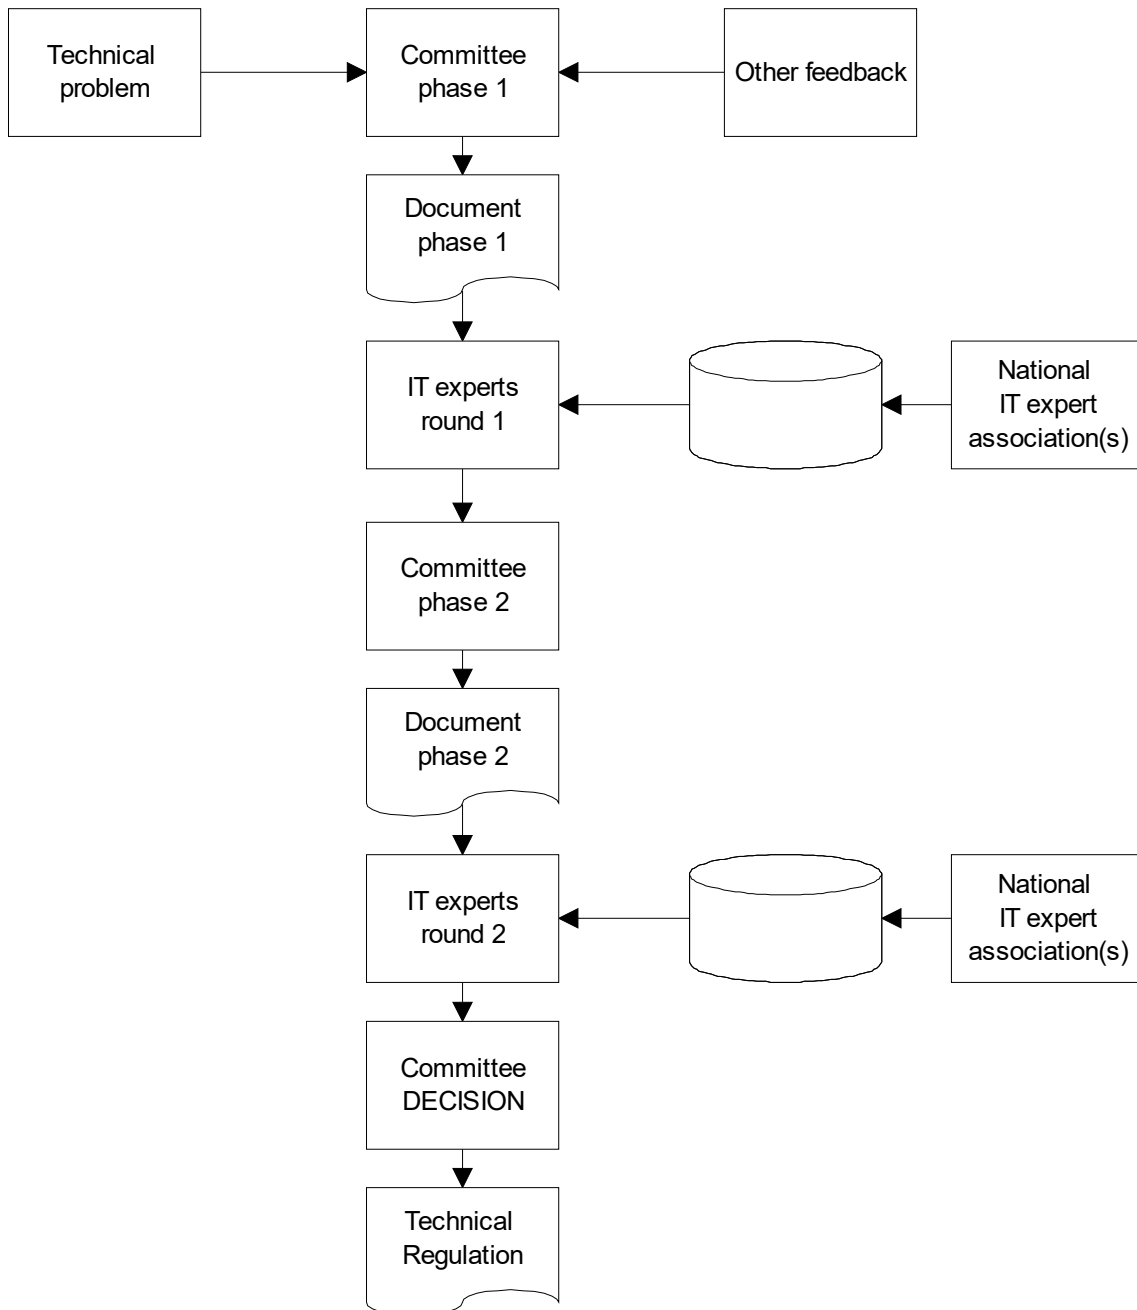 Technical
problem
Committee
phase 1
Other feedback
Document
phase 1
IT experts
round 1
National
IT expert
association(s)
Committee
phase 2
Document
phase 2
IT experts
round 2
National
IT expert
association(s)
Committee
DECISION
Technical
Regulation